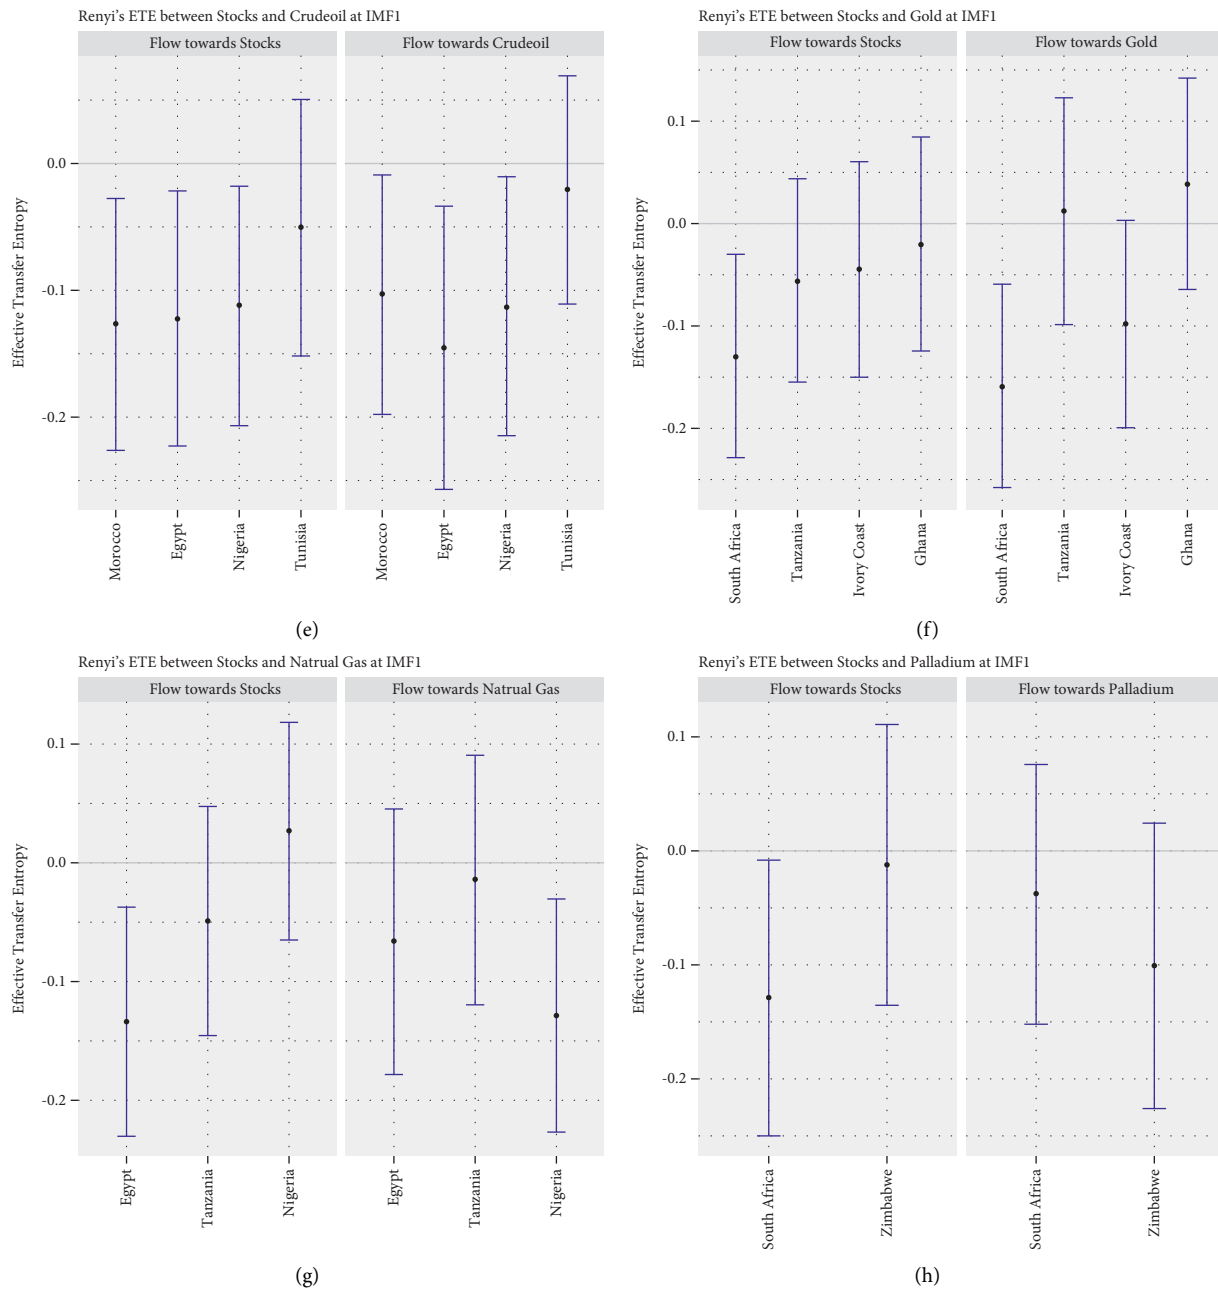 Renyi's ETE between Stocks and Crudeoil at IMF1
Flow towards Stocks
Flow towards Crudeoil
Effective Transfer Entropy
0.0
-0.1
-0.2
Morocco
Egypt
Nigeria
Tunisia
Morocco
Egypt
Nigeria
Tunisia
(e)
Renyi's ETE between Stocks and Gold at IMF1
Flow towards Stocks
Flow towards Gold
Effective Transfer Entropy
0.1
0.0
-0.1
-0.2
South Africa
Tanzania
Ivory Coast
Ghana
South Africa
Tanzania
Ivory Coast
Ghana
(f)
Renyi's ETE between Stocks and Natrual Gas at IMF1
Flow towards Stocks
Flow towards Natrual Gas
Effective Transfer Entropy
0.1
0.0
-0.1
-0.2
Egypt
Tanzania
Nigeria
Egypt
Tanzania
Nigeria
(g)
Renyi's ETE between Stocks and Palladium at IMF1
Flow towards Stocks
Flow towards Palladium
Effective Transfer Entropy
0.1
0.0
-0.1
-0.2
South Africa
Zimbabwe
South Africa
Zimbabwe
(h)